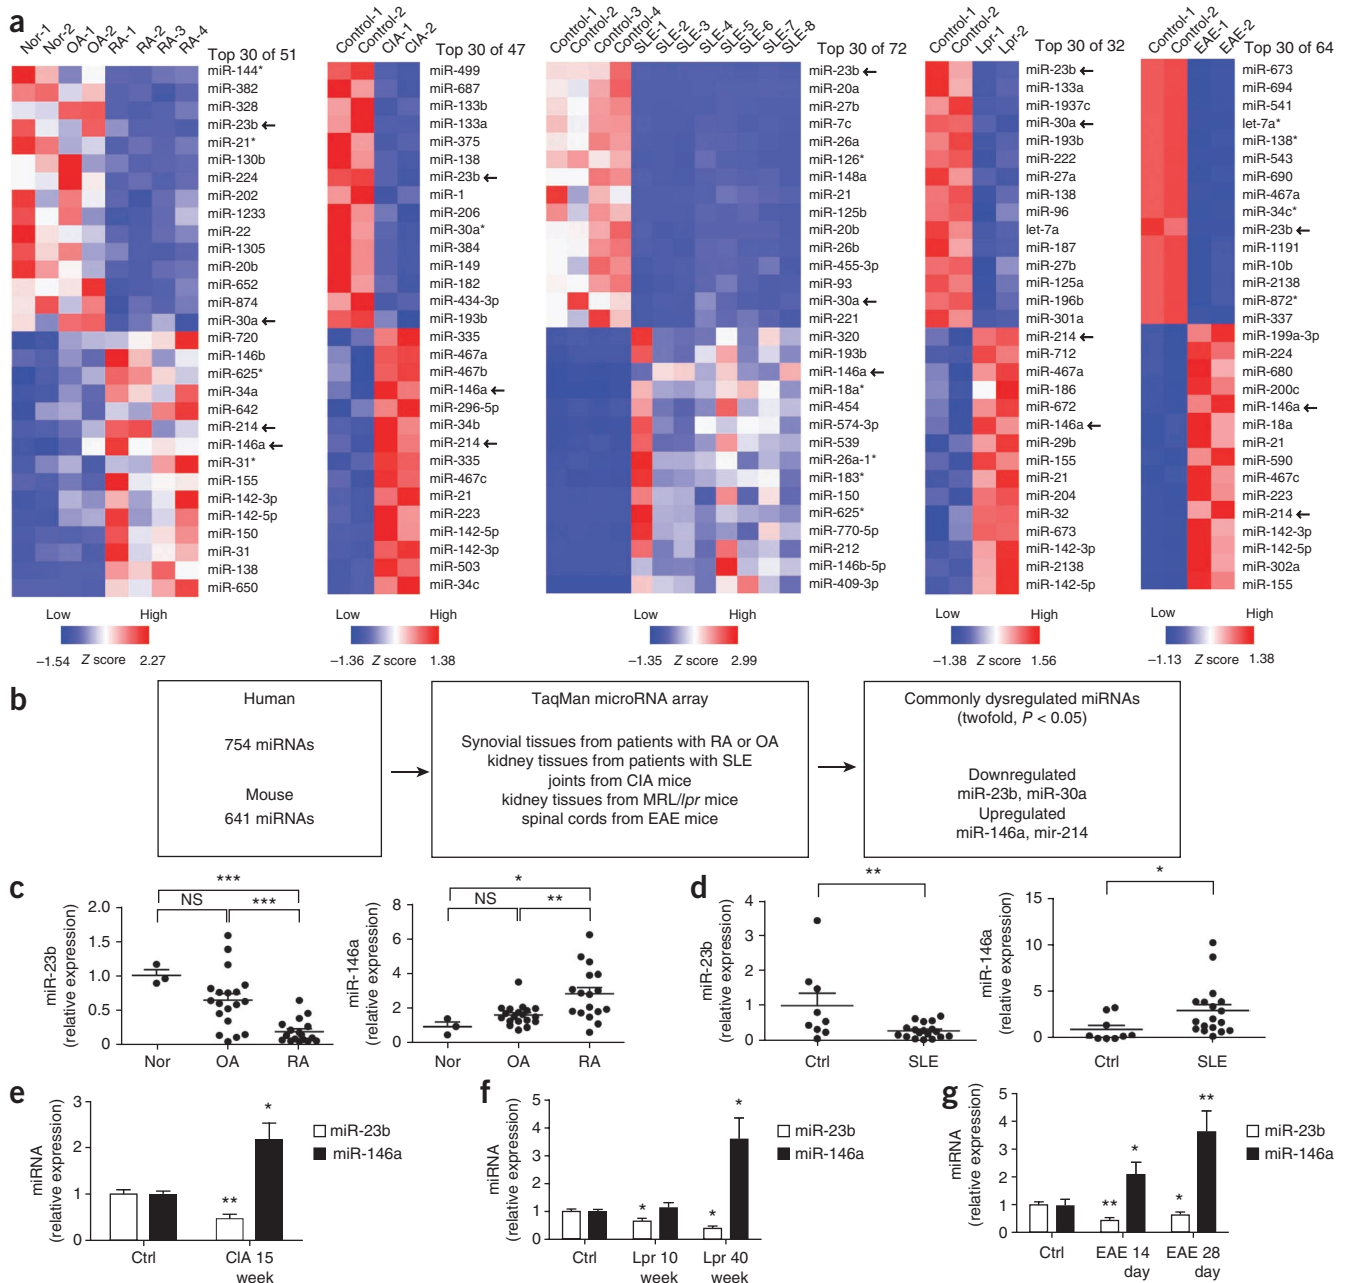 a
Nor-1 Nor-2 OA-1 OA-2 RA-1 RA-2 RA-3 RA-4
Top 30 of 51
miR-144*
miR-382
miR-328
miR-23b ←
miR-21*
miR-130b
miR-224
miR-202
miR-1233
miR-22
miR-1305
miR-20b
miR-652
miR-874
miR-30a ←
miR-720
miR-146b
miR-625*
miR-34a
miR-642
miR-214 ←
miR-146a ←
miR-31*
miR-155
miR-142-3p
miR-142-5p
miR-150
miR-31
miR-138
miR-650
Low High
−1.54 Z score 2.27
Control-1 Control-2 CIA-1 CIA-2
Top 30 of 47
miR-499
miR-687
miR-133b
miR-133a
miR-375
miR-138
miR-23b ←
miR-1
miR-206
miR-30a*
miR-384
miR-149
miR-182
miR-434-3p
miR-193b
miR-335
miR-467a
miR-467b
miR-146a ←
miR-296-5p
miR-34b
miR-214 ←
miR-335
miR-467c
miR-21
miR-223
miR-142-5p
miR-142-3p
miR-503
miR-34c
Low High
−1.36 Z score 1.38
Control-1 Control-2 Control-3 Control-4 SLE-1 SLE-2 SLE-3 SLE-4 SLE-5 SLE-6 SLE-7 SLE-8
Top 30 of 72
miR-23b ←
miR-20a
miR-27b
miR-7c
miR-26a
miR-126*
miR-148a
miR-21
miR-125b
miR-20b
miR-26b
miR-455-3p
miR-93
miR-30a ←
miR-221
miR-320
miR-193b
miR-146a ←
miR-18a*
miR-454
miR-574-3p
miR-539
miR-26a-1*
miR-183*
miR-150
miR-625*
miR-770-5p
miR-212
miR-146b-5p
miR-409-3p
Low High
−1.35 Z score 2.99
Control-1 Control-2 Lpr-1 Lpr-2
Top 30 of 32
miR-23b ←
miR-133a
miR-1937c
miR-30a ←
miR-193b
miR-222
miR-27a
miR-138
miR-96
let-7a
miR-187
miR-27b
miR-125a
miR-196b
miR-301a
miR-214 ←
miR-712
miR-467a
miR-186
miR-672
miR-146a ←
miR-29b
miR-155
miR-21
miR-204
miR-32
miR-673
miR-142-3p
miR-2138
miR-142-5p
Low High
−1.38 Z score 1.56
Control-1 Control-2 EAE-1 EAE-2
Top 30 of 64
miR-673
miR-694
miR-541
let-7a*
miR-138*
miR-543
miR-690
miR-467a
miR-34c*
miR-23b ←
miR-1191
miR-10b
miR-2138
miR-872*
miR-337
miR-199a-3p
miR-224
miR-680
miR-200c
miR-146a ←
miR-18a
miR-21
miR-590
miR-467c
miR-223
miR-214 ←
miR-142-3p
miR-142-5p
miR-302a
miR-155
Low High
−1.13 Z score 1.38
b
Human
754 miRNAs
Mouse
641 miRNAs
TaqMan microRNA array
Synovial tissues from patients with RA or OA
kidney tissues from patients with SLE
joints from CIA mice
kidney tissues from MRL/lpr mice
spinal cords from EAE mice
Commonly dysregulated miRNAs
(twofold, P < 0.05)
Downregulated
miR-23b, miR-30a
Upregulated
miR-146a, mir-214
c
miR-23b
(relative expression)
2.0
1.5
1.0
0.5
0
***
NS ***
Nor OA RA
miR-146a
(relative expression)
8
6
4
2
0
*
NS **
Nor OA RA
d
miR-23b
(relative expression)
4
3
2
1
0
**
Ctrl SLE
miR-146a
(relative expression)
15
10
5
0
*
Ctrl SLE
e
miRNA
(relative expression)
3
2
1
0
** *
Ctrl CIA 15
week
miR-23b
miR-146a
f
miRNA
(relative expression)
5
4
3
2
1
0
* * *
Ctrl Lpr 10 Lpr 40
week week
miR-23b
miR-146a
g
miRNA
(relative expression)
5
4
3
2
1
0
** * * **
Ctrl EAE 14 EAE 28
day day
miR-23b
miR-146a